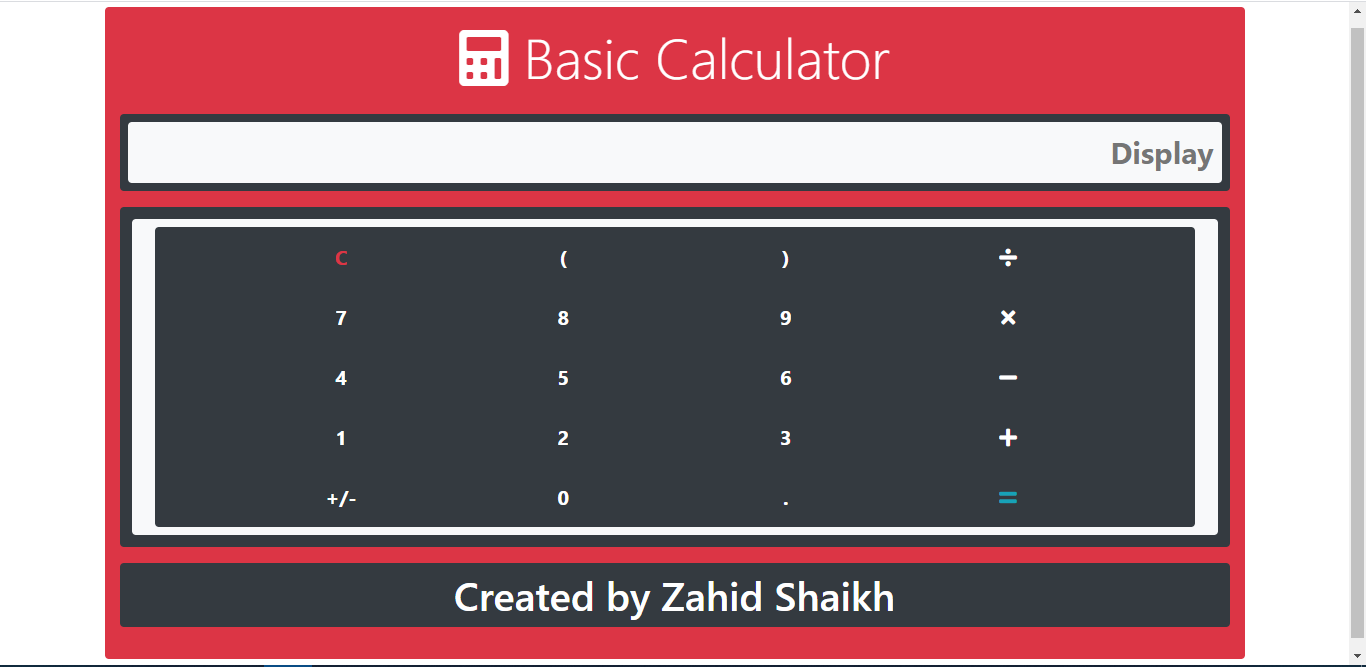 Basic Calculator
Display
C ( ) ÷
7 8 9 ×
4 5 6 −
1 2 3 +
+/- 0 . =
Created by Zahid Shaikh